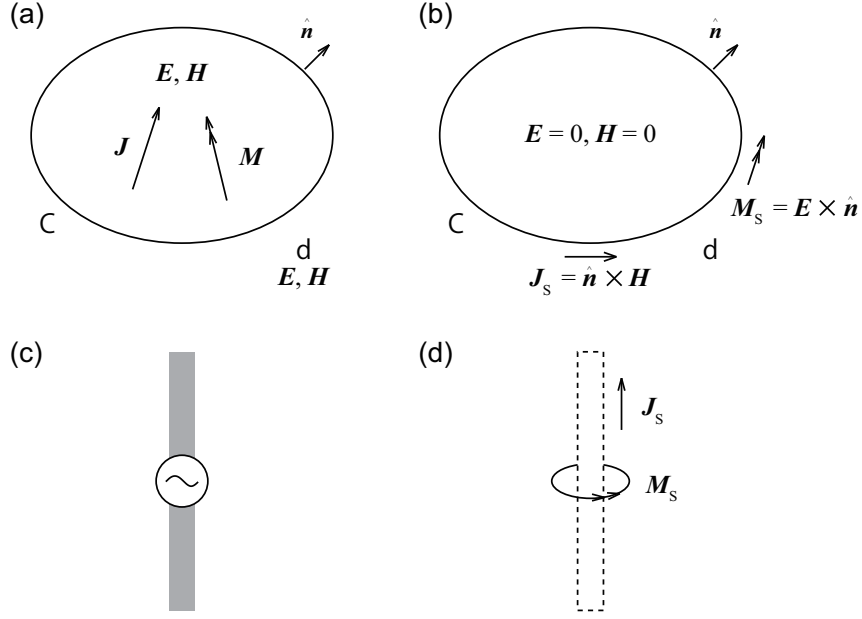 (a)
n̂
E, H
J
M
C
d
E, H
(b)
n̂
E = 0, H = 0
M_S = E × n̂
C
d
J_S = n̂ × H
(c)
(d)
J_S
M_S